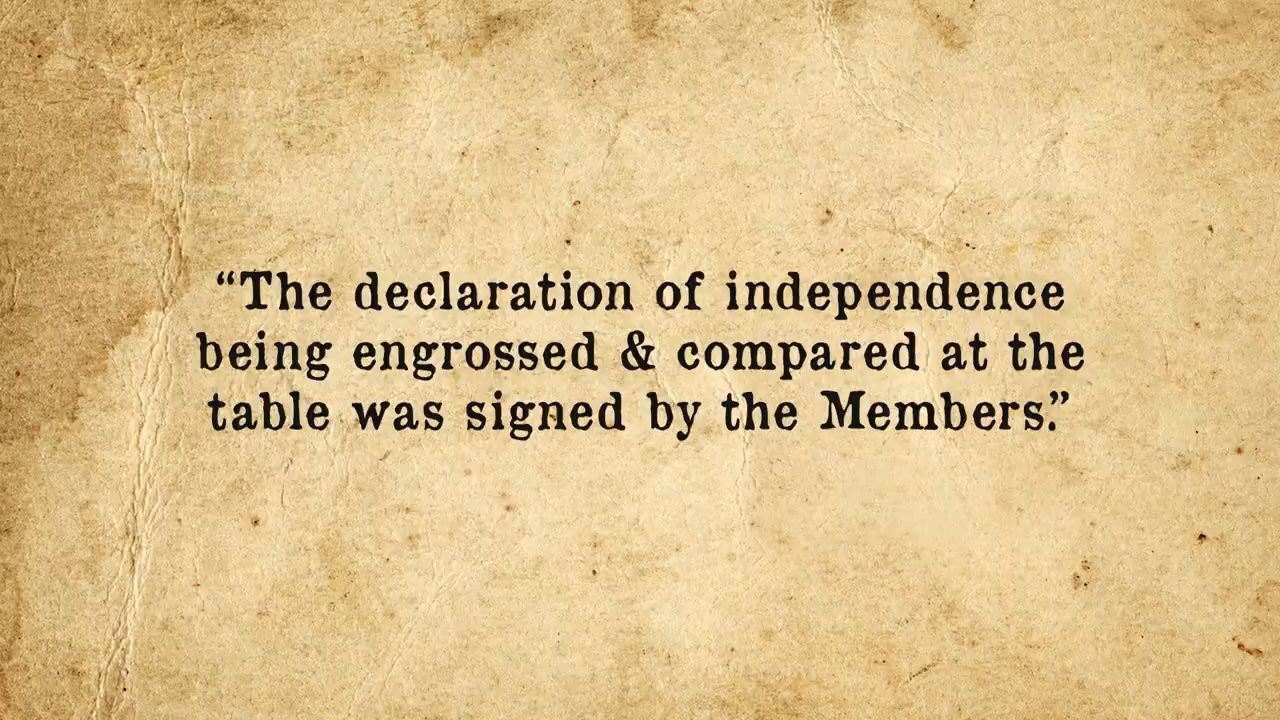 “The declaration of independence
being engrossed & compared at the
table was signed by the Members.”